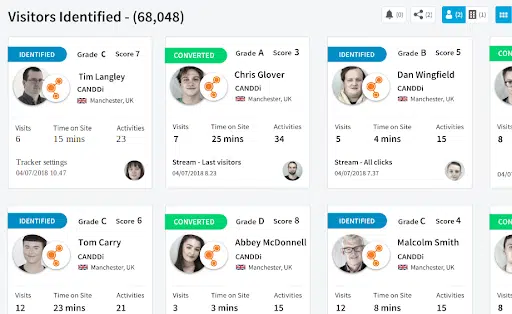 Visitors Identified - (68,048)
(0)
(2)
(2)
(1)
IDENTIFIED
Grade C Score 7
Tim Langley
CANDDi
Manchester, UK
Visits Time on Site Activities
6 15 mins 23
Tracker settings
04/07/2018 10.47
CONVERTED
Grade A Score 3
Chris Glover
CANDDi
Manchester, UK
Visits Time on Site Activities
7 25 mins 34
Stream - Last visitors
04/07/2018 8.23
IDENTIFIED
Grade B Score 5
Dan Wingfield
CANDDi
Manchester, UK
Visits Time on Site Activities
5 4 mins 15
Stream - All clicks
04/07/2018 7.37
CON
Visits
8
IDENTIFIED
Grade C Score 6
Tom Carry
CANDDi
Manchester, UK
Visits Time on Site Activities
12 23 mins 21
CONVERTED
Grade D Score 8
Abbey McDonnell
CANDDi
Manchester, UK
Visits Time on Site Activities
3 3 mins 15
IDENTIFIED
Grade C Score 4
Malcolm Smith
CANDDi
Manchester, UK
Visits Time on Site Activities
12 8 mins 15
CON
Visits
8